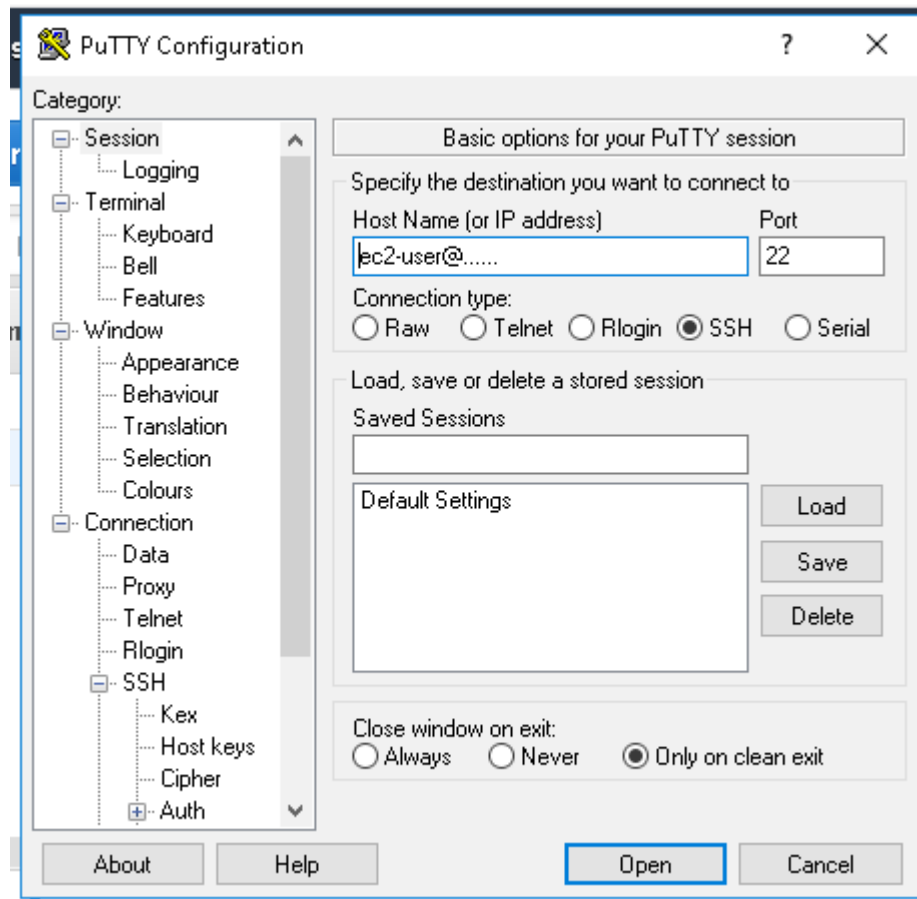 PuTTY Configuration
?
Category:
Session
Logging
Terminal
Keyboard
Bell
Features
Window
Appearance
Behaviour
Translation
Selection
Colours
Connection
Data
Proxy
Telnet
Rlogin
SSH
Kex
Host keys
Cipher
Auth
Basic options for your PuTTY session
Specify the destination you want to connect to
Host Name (or IP address) Port
ec2-user@...... 22
Connection type:
Raw Telnet Rlogin SSH Serial
Load, save or delete a stored session
Saved Sessions
Default Settings
Load
Save
Delete
Close window on exit:
Always Never Only on clean exit
About Help Open Cancel